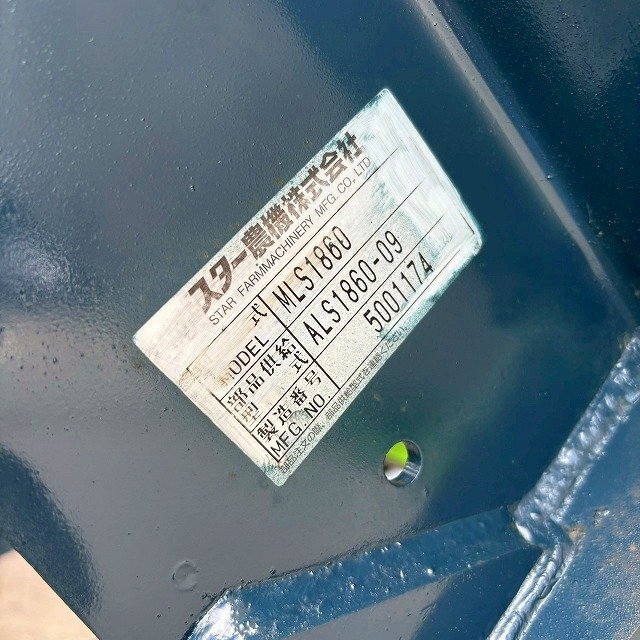 スター農機株式会社
STAR FARMMACHINERY MFG. CO. LTD
式 MLS1860
MODEL
部品供給型式 ALS1860-09
製造番号 5001174
MFG. NO.